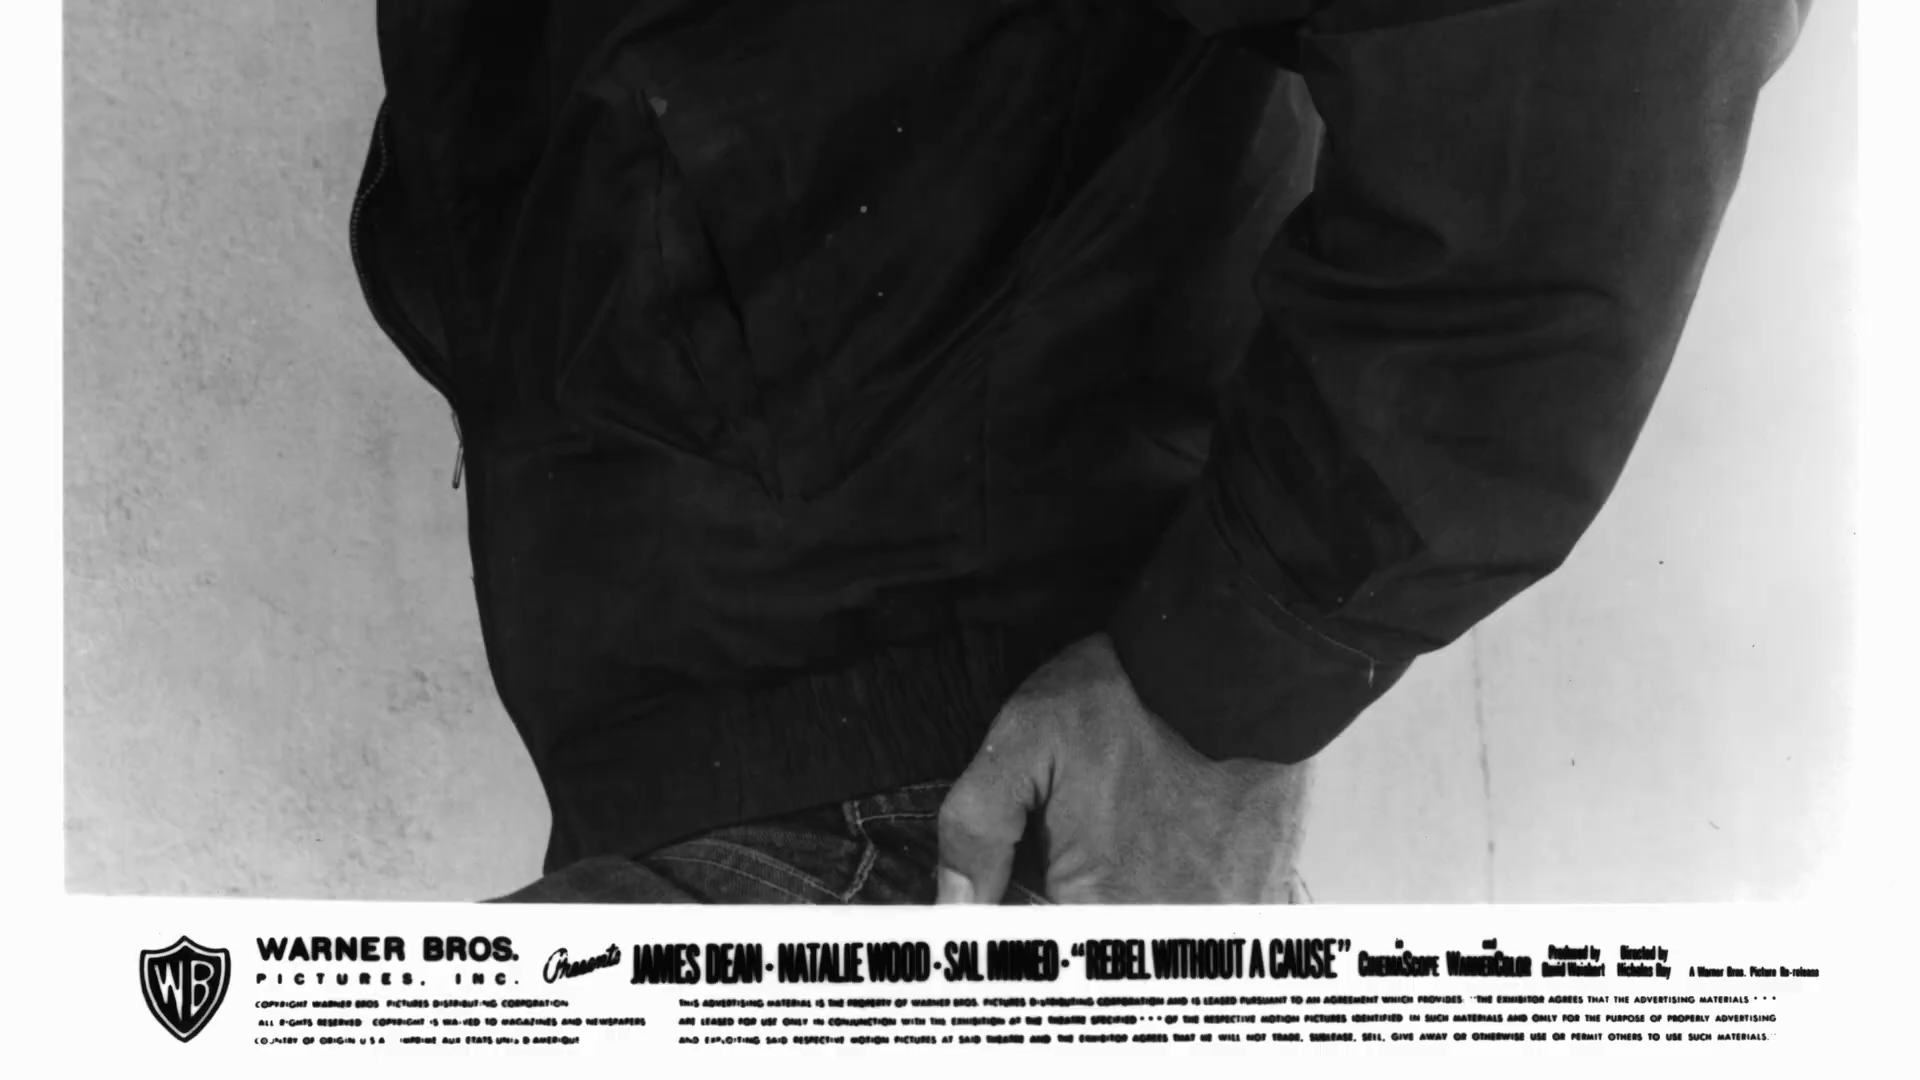 WB
WARNER BROS.
PICTURES, INC.
Presents JAMES DEAN · NATALIE WOOD · SAL MINEO · "REBEL WITHOUT A CAUSE" in CINEMASCOPE and WARNERCOLOR Produced by David Weisbart Directed by Nicholas Ray A Warner Bros. Picture Re-release
COPYRIGHT WARNER BROS. PICTURES DISTRIBUTING CORPORATION
ALL RIGHTS RESERVED COPYRIGHT IS WAIVED TO MAGAZINES AND NEWSPAPERS
COUNTRY OF ORIGIN U S A IMPRIME AUX ETATS UNIS D AMERIQUE
THIS ADVERTISING MATERIAL IS THE PROPERTY OF WARNER BROS. PICTURES DISTRIBUTING CORPORATION AND IS LEASED PURSUANT TO AN AGREEMENT WHICH PROVIDES: "THE EXHIBITOR AGREES THAT THE ADVERTISING MATERIALS • • •
ARE LEASED FOR USE ONLY IN CONJUNCTION WITH THE EXHIBITION AT THE THEATRE SPECIFIED • • • OF THE RESPECTIVE MOTION PICTURES IDENTIFIED IN SUCH MATERIALS AND ONLY FOR THE PURPOSE OF PROPERLY ADVERTISING
AND EXPLOITING SAID RESPECTIVE MOTION PICTURES AT SAID THEATRE AND THE EXHIBITOR AGREES THAT HE WILL NOT TRADE, SUBLEASE, SELL, GIVE AWAY OR OTHERWISE USE OR PERMIT OTHERS TO USE SUCH MATERIALS."